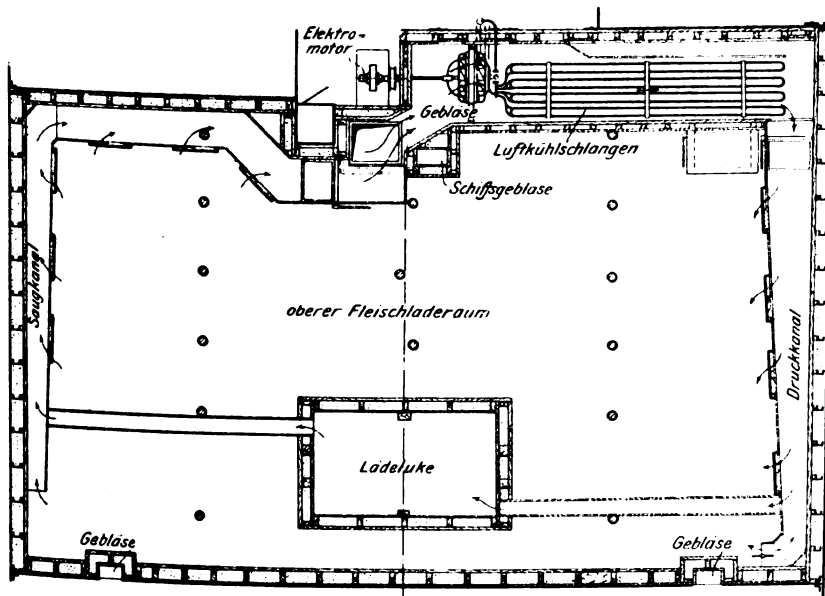 Elektro-
motor
Gebläse
Luftkühlschlangen
Schiffsgebläse
Saugkanal
oberer Fleischladeraum
Druckkanal
Ladeluke
Gebläse
Gebläse